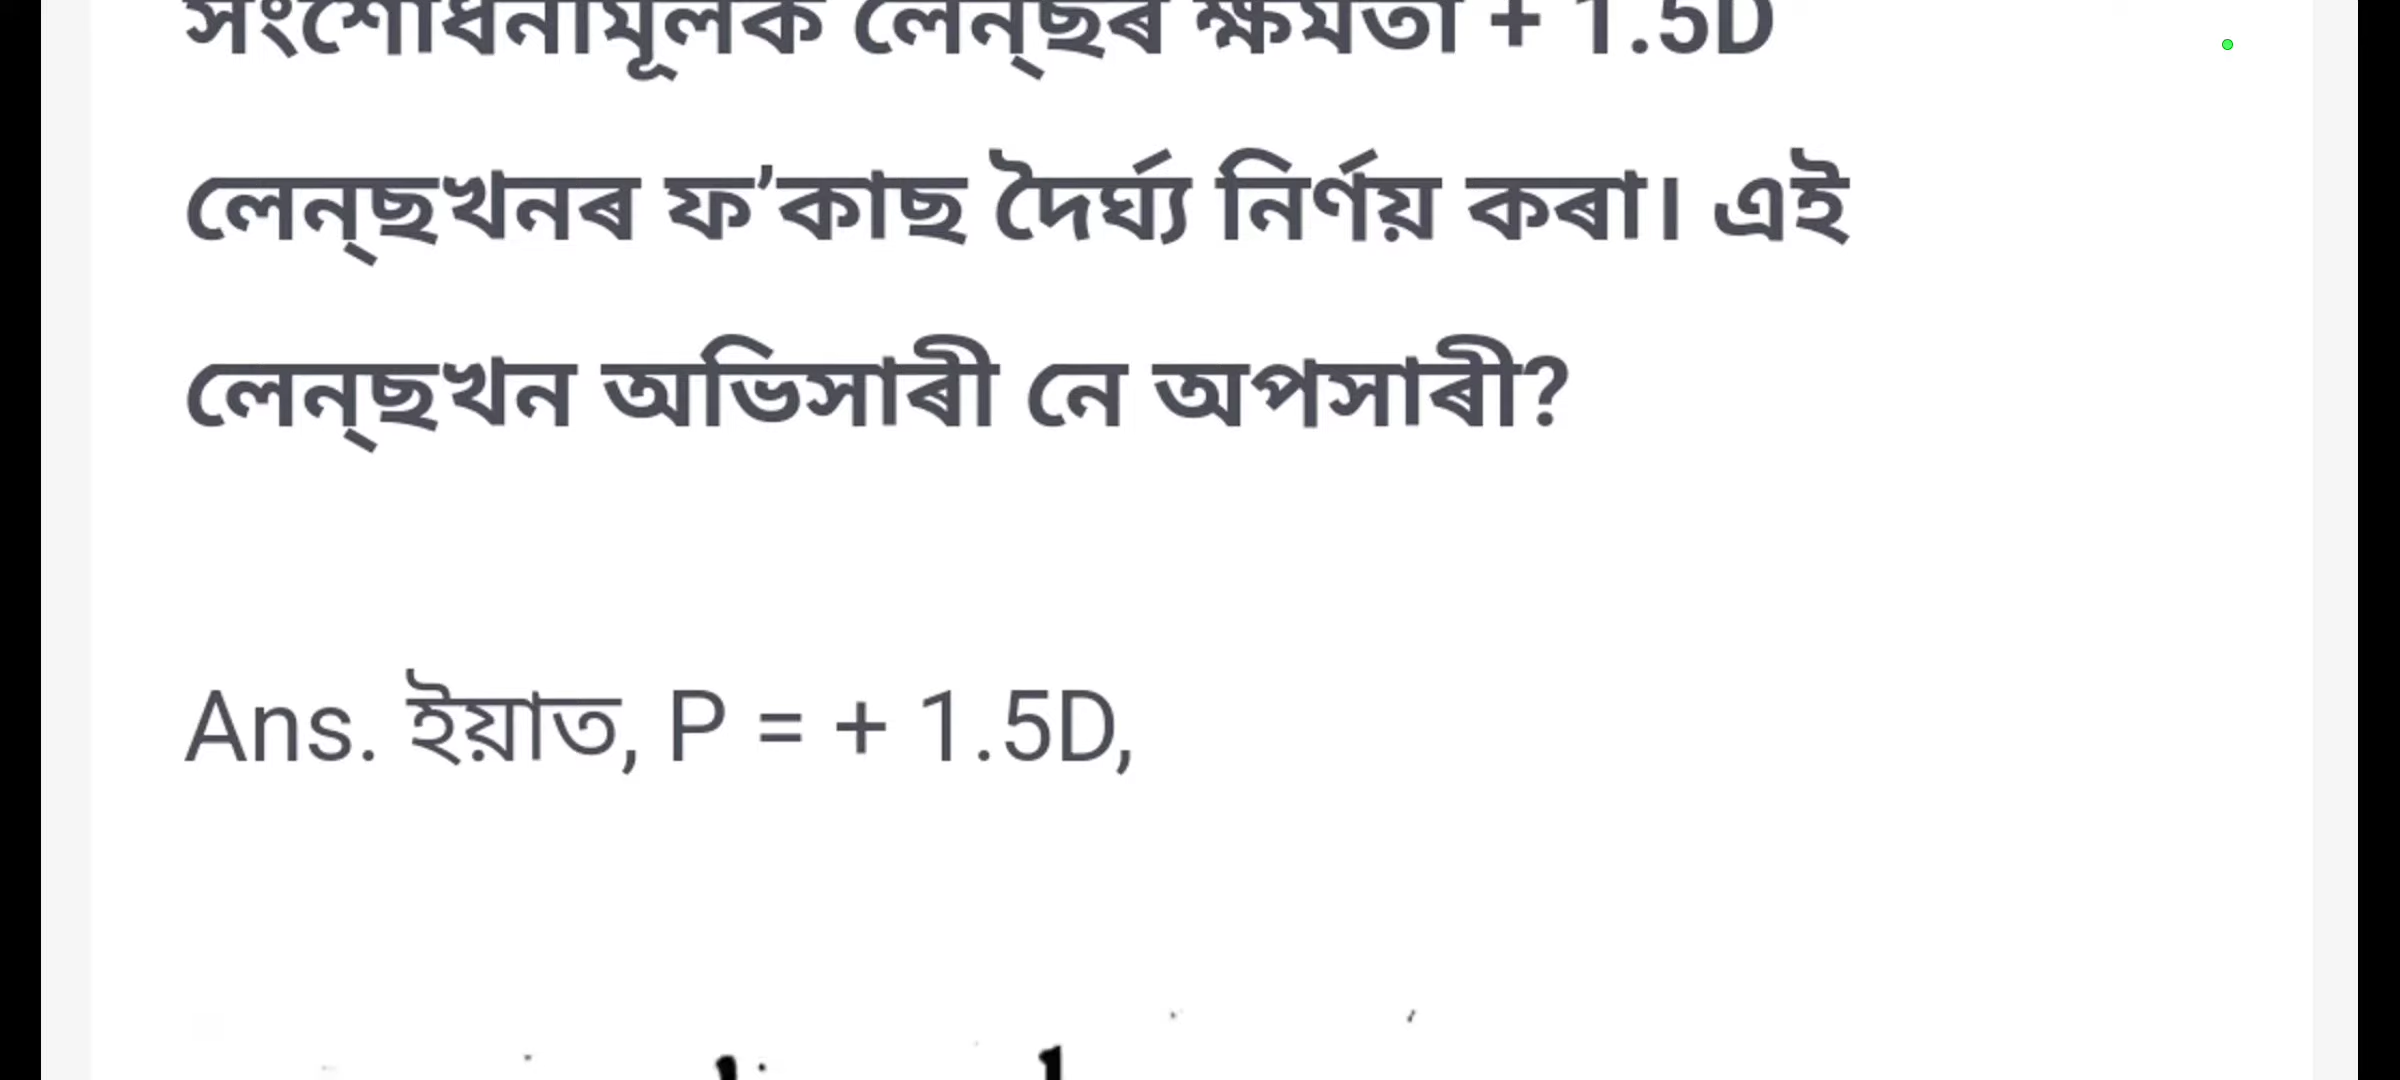 সংশোধনামূলক লেন্ছৰ ক্ষমতা + 1.5D
লেন্ছখনৰ ফ’কাছ দৈৰ্ঘ্য নিৰ্ণয় কৰা। এই
লেন্ছখন অভিসাৰী নে অপসাৰী?
Ans. ইয়াত, P = + 1.5D,